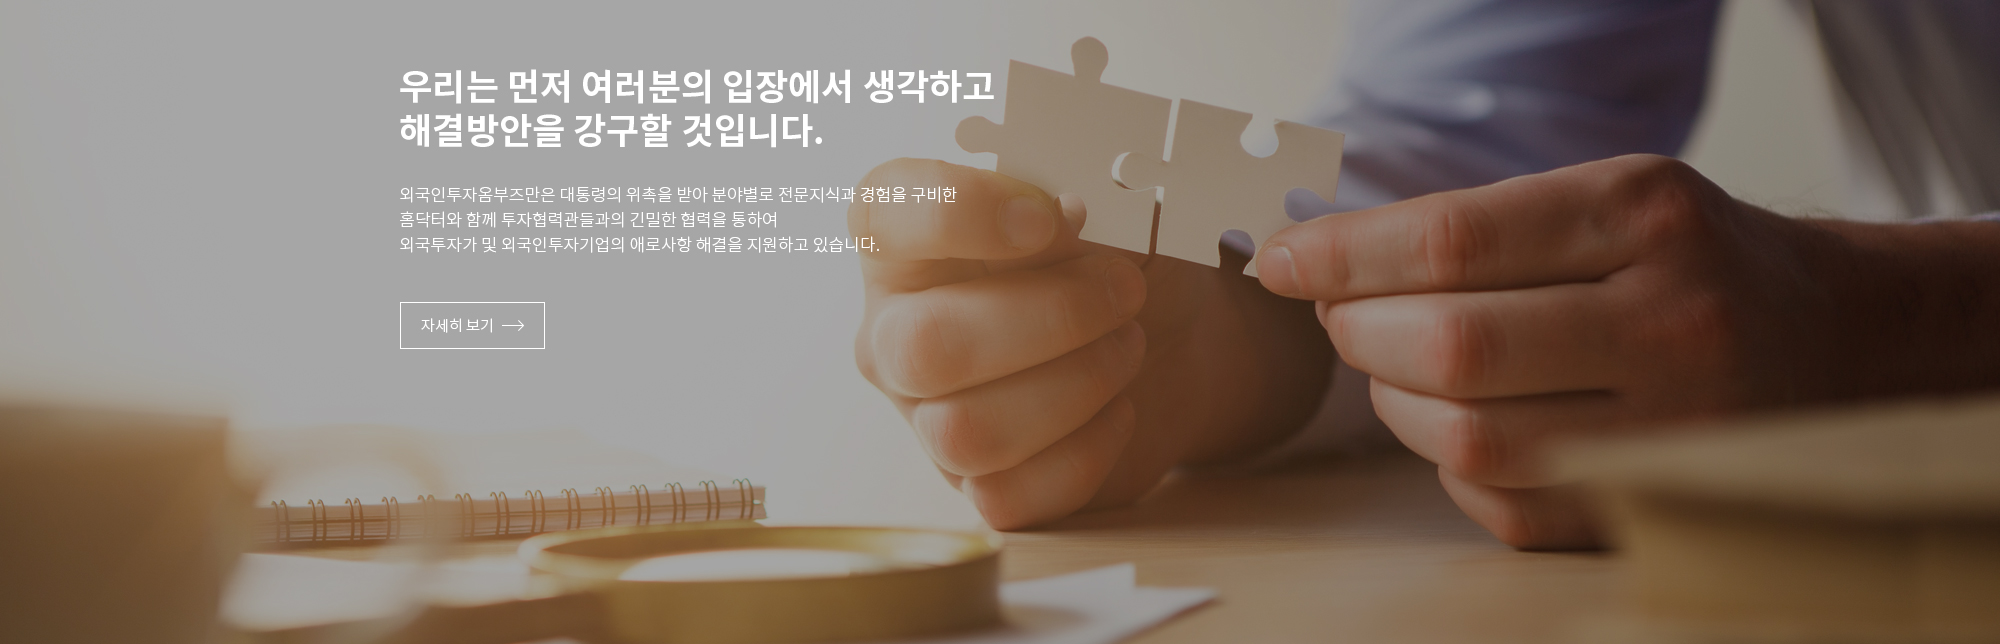 우리는 먼저 여러분의 입장에서 생각하고
해결방안을 강구할 것입니다.
외국인투자옴부즈만은 대통령의 위촉을 받아 분야별로 전문지식과 경험을 구비한
홈닥터와 함께 투자협력관들과의 긴밀한 협력을 통하여
외국투자가 및 외국인투자기업의 애로사항 해결을 지원하고 있습니다.
자세히 보기